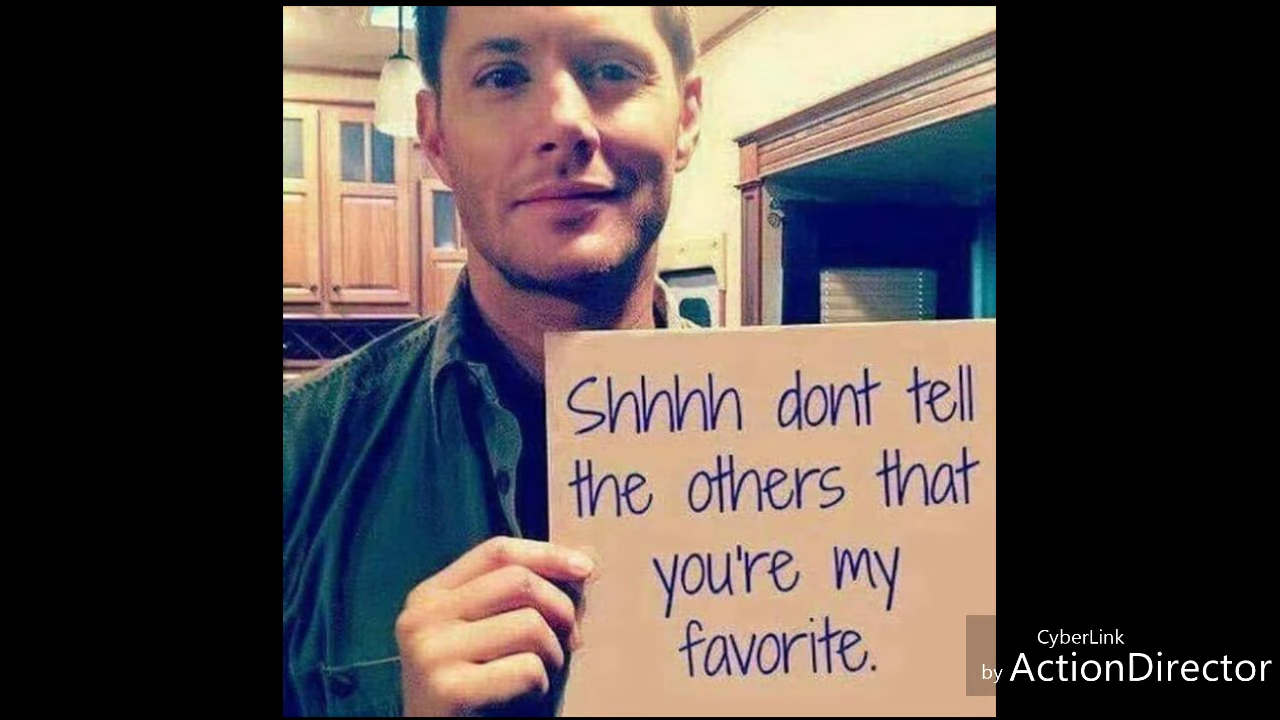 Shhhh dont tell
the others that
you're my
favorite.
CyberLink
by ActionDirector